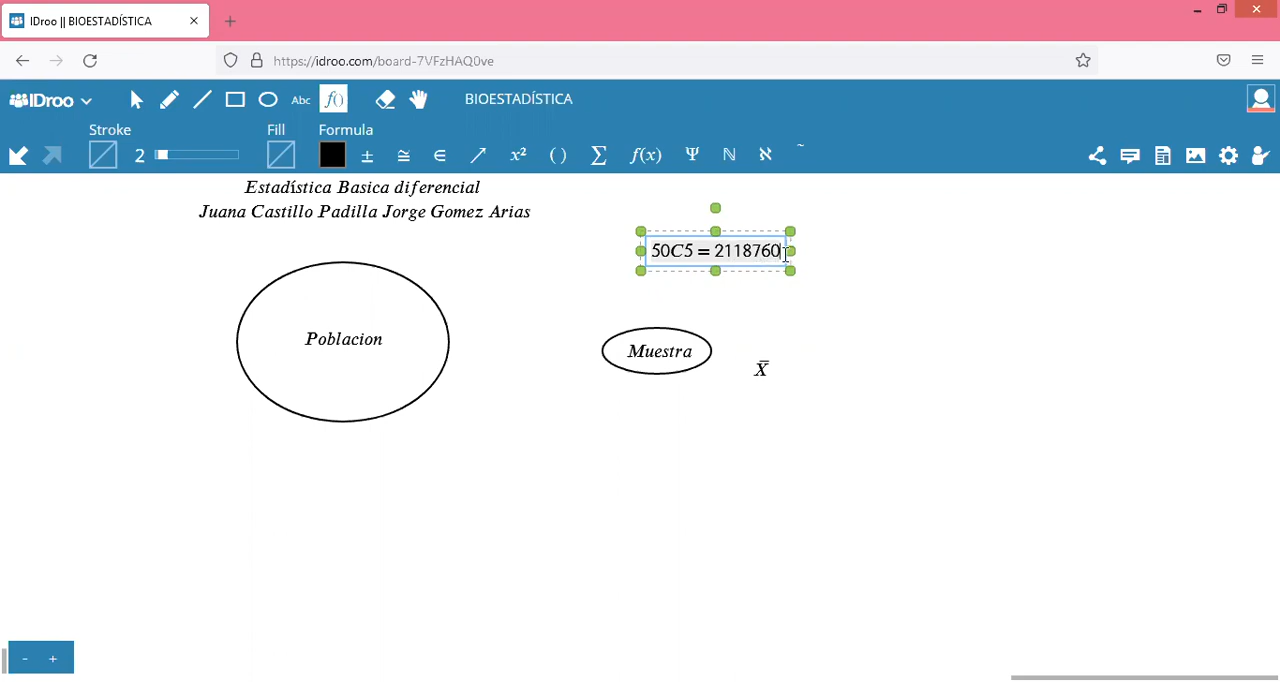 IDroo || BIOESTADÍSTICA
https://idroo.com/board-7VFzHAQ0ve
IDroo
Abc
f()
BIOESTADÍSTICA
Stroke
Fill
Formula
2
± ≅ ∈ x² ( ) ∑ f(x) Ψ ℕ ℵ ~
Estadística Basica diferencial
Juana Castillo Padilla Jorge Gomez Arias
50C5 = 2118760
Poblacion
Muestra
X̄
- +